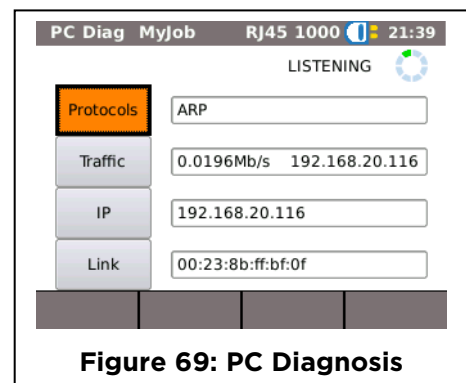 PC Diag MyJob RJ45 1000 21:39
LISTENING
Protocols ARP
Traffic 0.0196Mb/s 192.168.20.116
IP 192.168.20.116
Link 00:23:8b:ff:bf:0f
Figure 69: PC Diagnosis